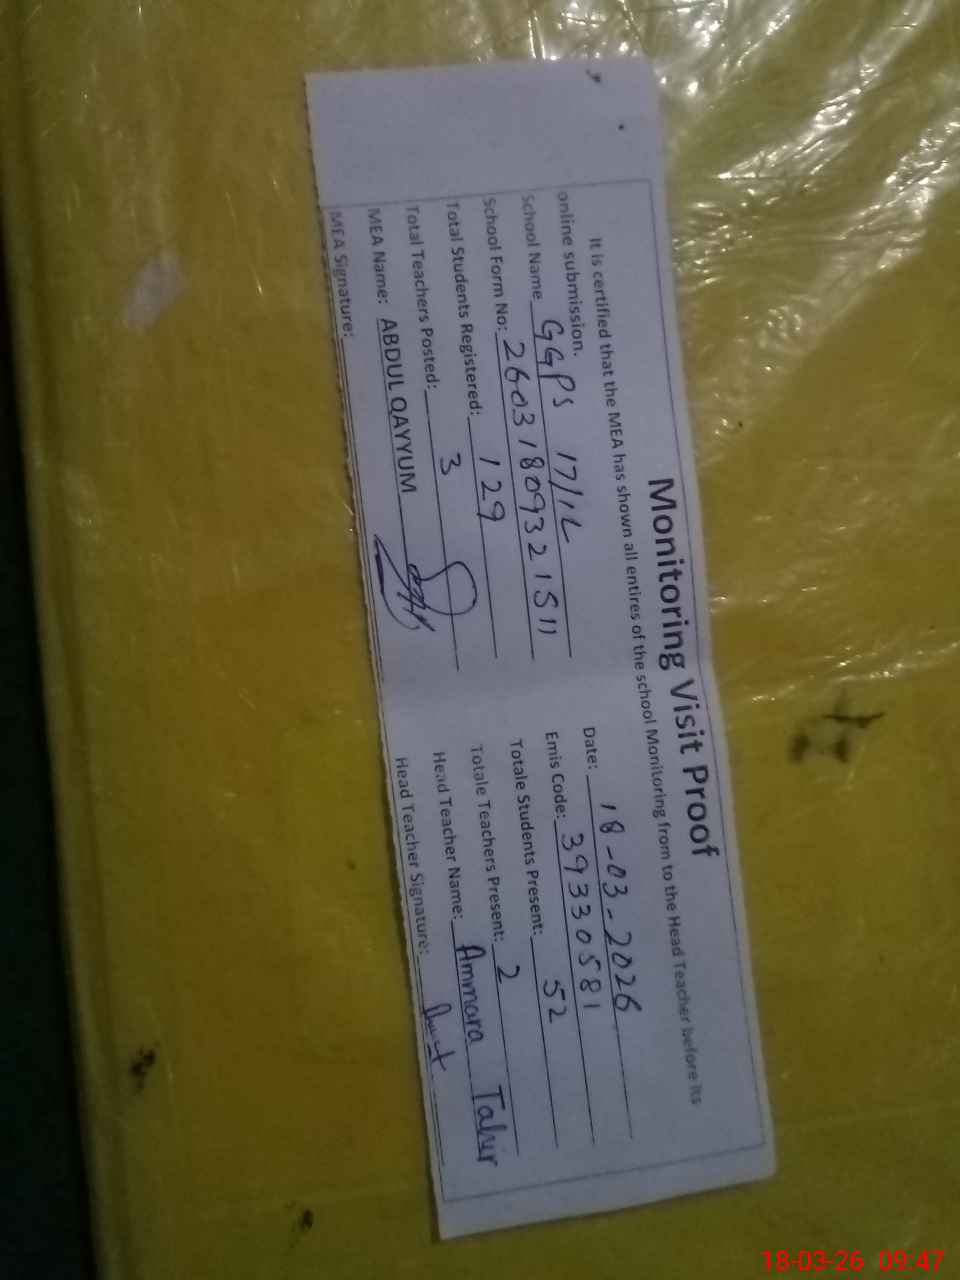 Monitoring Visit Proof
It is certified that the MEA has shown all entires of the school Monitoring from to the Head Teacher before its
online submission.
Date: 18-03-2026
School Name GGPS 17/1L
Emis Code: 39330581
School Form No: 2603180932 1511
Totale Students Present: 52
Total Students Registered: 129
Totale Teachers Present: 2
Total Teachers Posted: 3
Head Teacher Name: Ammara Tahir
MEA Name: ABDUL QAYYUM
Head Teacher Signature:
MEA Signature:
18-03-26 09:47